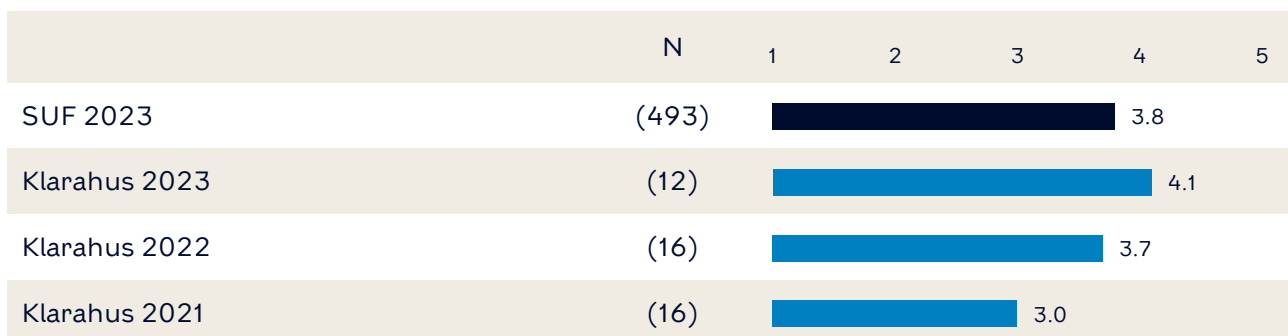 N 1 2 3 4 5
SUF 2023 (493) 3.8
Klarahus 2023 (12) 4.1
Klarahus 2022 (16) 3.7
Klarahus 2021 (16) 3.0